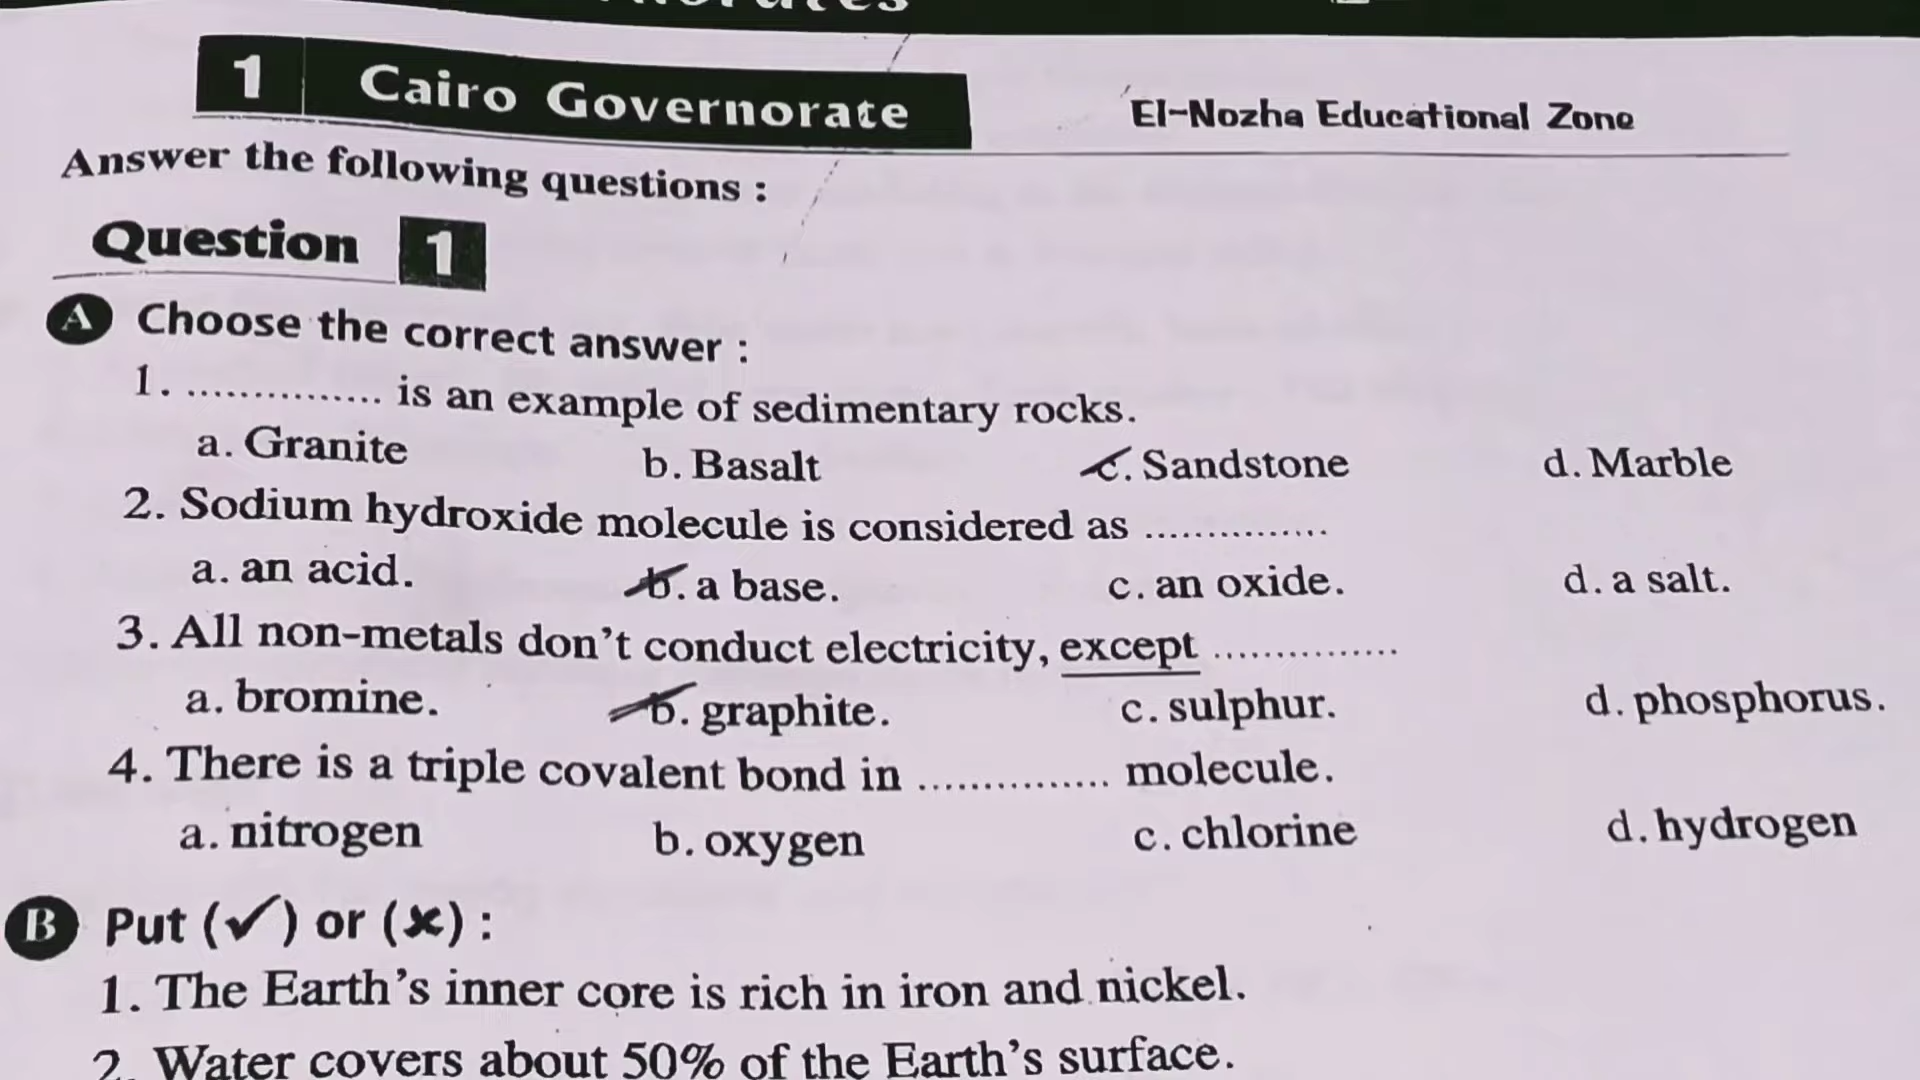 1 Cairo Governorate El-Nozha Educational Zone
Answer the following questions :
Question 1
A Choose the correct answer :
1. ............... is an example of sedimentary rocks.
a. Granite b. Basalt c. Sandstone d. Marble
2. Sodium hydroxide molecule is considered as ..............
a. an acid. b. a base. c. an oxide. d. a salt.
3. All non-metals don't conduct electricity, except ..............
a. bromine. b. graphite. c. sulphur. d. phosphorus.
4. There is a triple covalent bond in .............. molecule.
a. nitrogen b. oxygen c. chlorine d. hydrogen
B Put (✓) or (✗) :
1. The Earth's inner core is rich in iron and nickel.
2. Water covers about 50% of the Earth's surface.